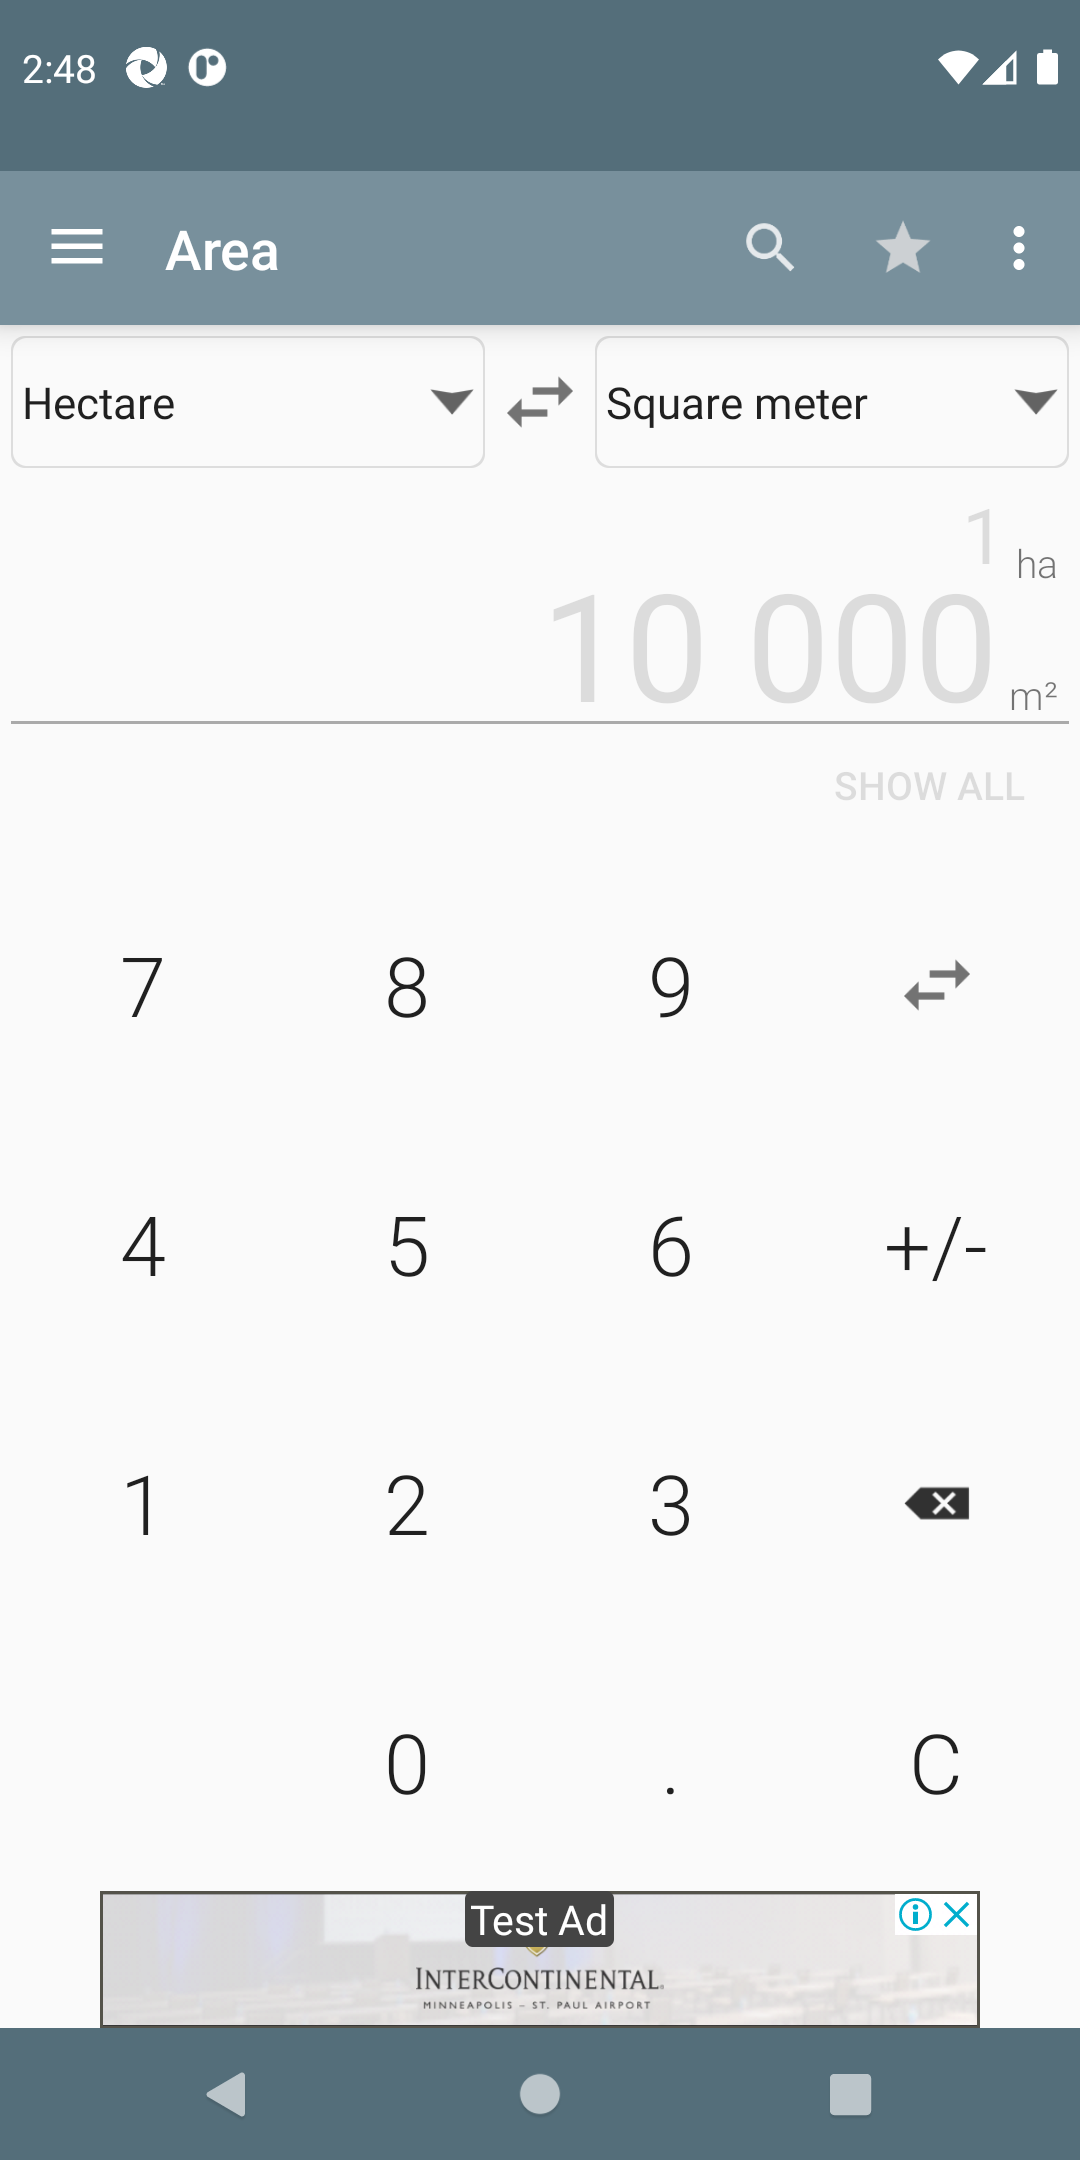 2:48
Area
Hectare
Square meter
1 ha
10 000 m²
SHOW ALL
7 8 9
4 5 6 +/-
1 2 3
0 . C
Test Ad
INTERCONTINENTAL
MINNEAPOLIS – ST. PAUL AIRPORT